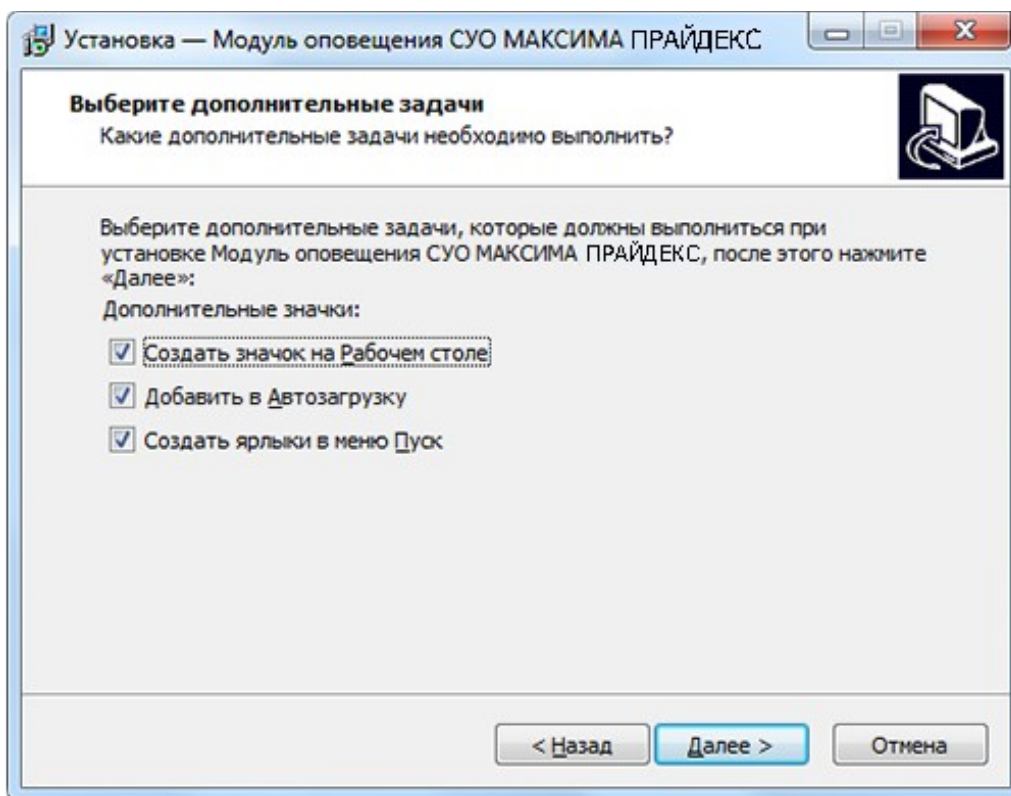 Установка — Модуль оповещения СУО МАКСИМА ПРАЙДЕКС
Выберите дополнительные задачи
Какие дополнительные задачи необходимо выполнить?
Выберите дополнительные задачи, которые должны выполниться при
установке Модуль оповещения СУО МАКСИМА ПРАЙДЕКС, после этого нажмите
«Далее»:
Дополнительные значки:
Создать значок на Рабочем столе
Добавить в Автозагрузку
Создать ярлыки в меню Пуск
< Назад Далее > Отмена